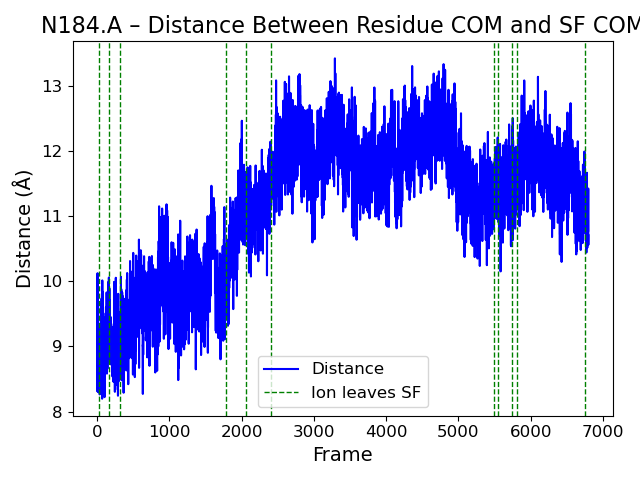 N184.A – Distance Between Residue COM and SF COM
Distance (Å)
13
12
11
10
9
8
Distance
Ion leaves SF
0 1000 2000 3000 4000 5000 6000 7000
Frame